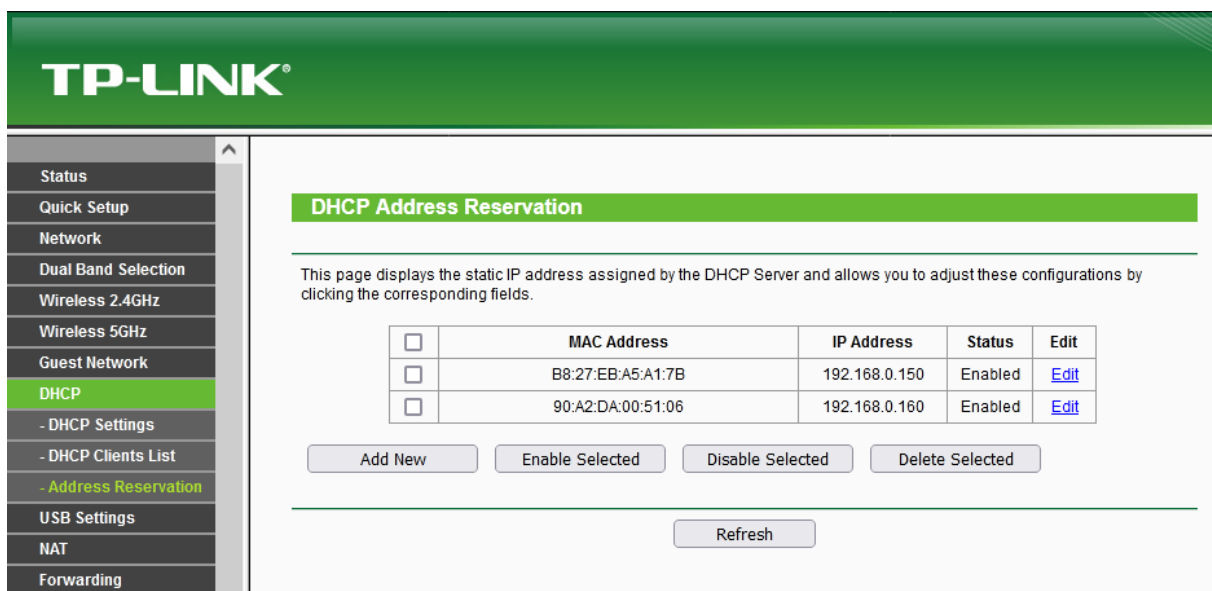 TP-LINK®
Status
Quick Setup
Network
Dual Band Selection
Wireless 2.4GHz
Wireless 5GHz
Guest Network
DHCP
- DHCP Settings
- DHCP Clients List
- Address Reservation
USB Settings
NAT
Forwarding
DHCP Address Reservation
This page displays the static IP address assigned by the DHCP Server and allows you to adjust these configurations by
clicking the corresponding fields.
MAC Address IP Address Status Edit
B8:27:EB:A5:A1:7B 192.168.0.150 Enabled Edit
90:A2:DA:00:51:06 192.168.0.160 Enabled Edit
Add New Enable Selected Disable Selected Delete Selected
Refresh